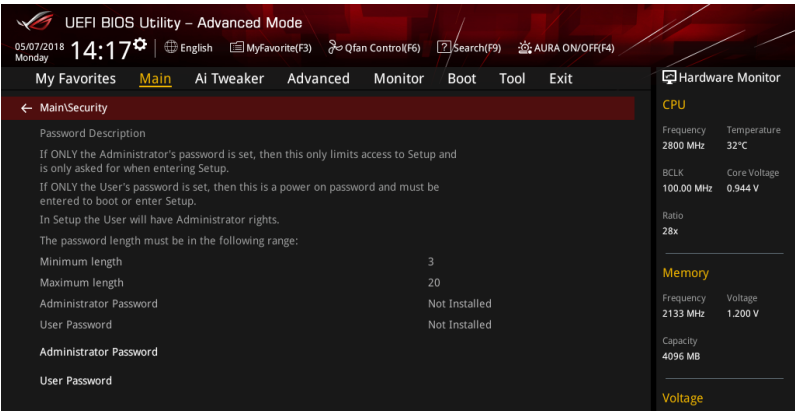 UEFI BIOS Utility – Advanced Mode
05/07/2018
Monday
14:17
English
MyFavorite(F3)
Qfan Control(F6)
?
Search(F9)
AURA ON/OFF(F4)
My Favorites
Main
Ai Tweaker
Advanced
Monitor
Boot
Tool
Exit
Main\Security
Password Description
If ONLY the Administrator's password is set, then this only limits access to Setup and
is only asked for when entering Setup.
If ONLY the User's password is set, then this is a power on password and must be
entered to boot or enter Setup.
In Setup the User will have Administrator rights.
The password length must be in the following range:
Minimum length 3
Maximum length 20
Administrator Password Not Installed
User Password Not Installed
Administrator Password
User Password
Hardware Monitor
CPU
Frequency Temperature
2800 MHz 32°C
BCLK Core Voltage
100.00 MHz 0.944 V
Ratio
28x
Memory
Frequency Voltage
2133 MHz 1.200 V
Capacity
4096 MB
Voltage